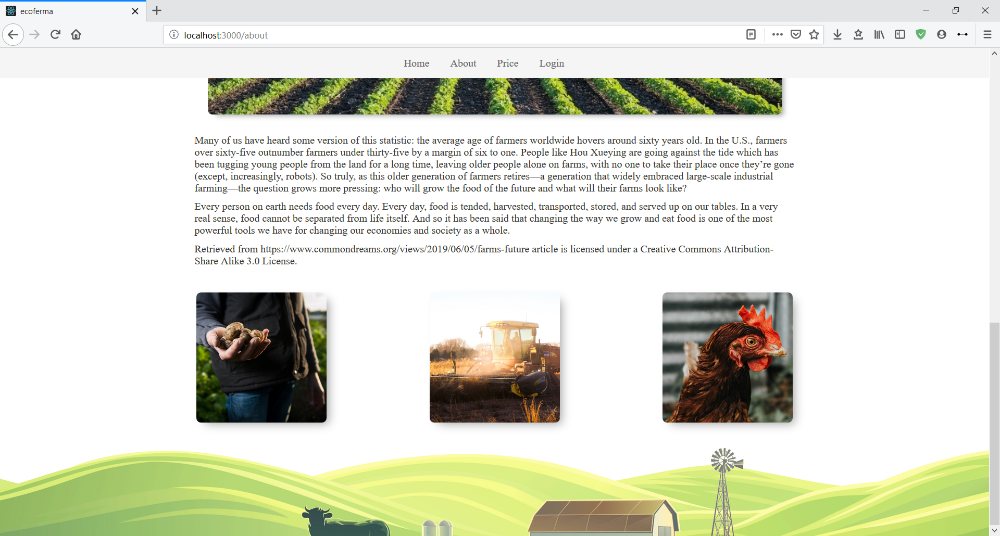 ecoferma
localhost:3000/about
Home About Price Login
Many of us have heard some version of this statistic: the average age of farmers worldwide hovers around sixty years old. In the U.S., farmers
over sixty-five outnumber farmers under thirty-five by a margin of six to one. People like Hou Xueying are going against the tide which has
been tugging young people from the land for a long time, leaving older people alone on farms, with no one to take their place once they’re gone
(except, increasingly, robots). So truly, as this older generation of farmers retires—a generation that widely embraced large-scale industrial
farming—the question grows more pressing: who will grow the food of the future and what will their farms look like?
Every person on earth needs food every day. Every day, food is tended, harvested, transported, stored, and served up on our tables. In a very
real sense, food cannot be separated from life itself. And so it has been said that changing the way we grow and eat food is one of the most
powerful tools we have for changing our economies and society as a whole.
Retrieved from https://www.commondreams.org/views/2019/06/05/farms-future article is licensed under a Creative Commons Attribution-
Share Alike 3.0 License.